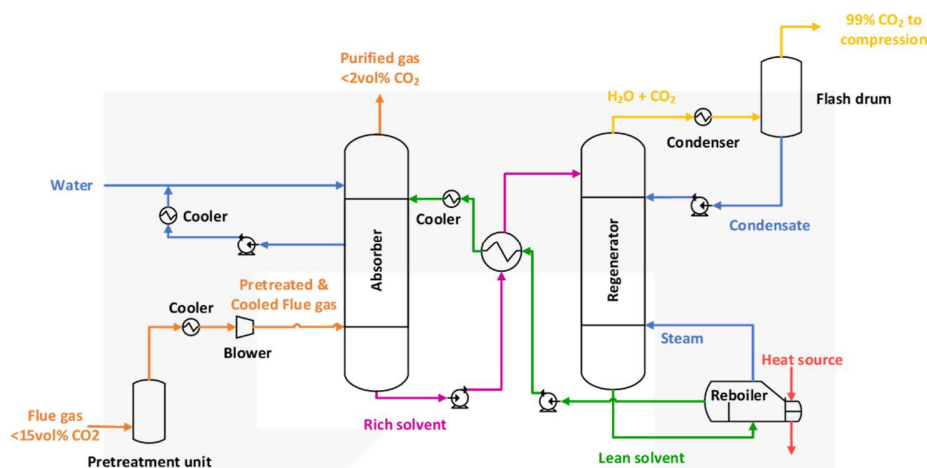 99% CO₂ to
compression
Purified gas
<2vol% CO₂
H₂O + CO₂
Flash drum
Condenser
Water
Cooler
Cooler
Condensate
Absorber
Regenerator
Pretreated &
Cooled Flue gas
Cooler
Blower
Steam
Heat source
Reboiler
Rich solvent
Flue gas
<15vol% CO2
Lean solvent
Pretreatment unit